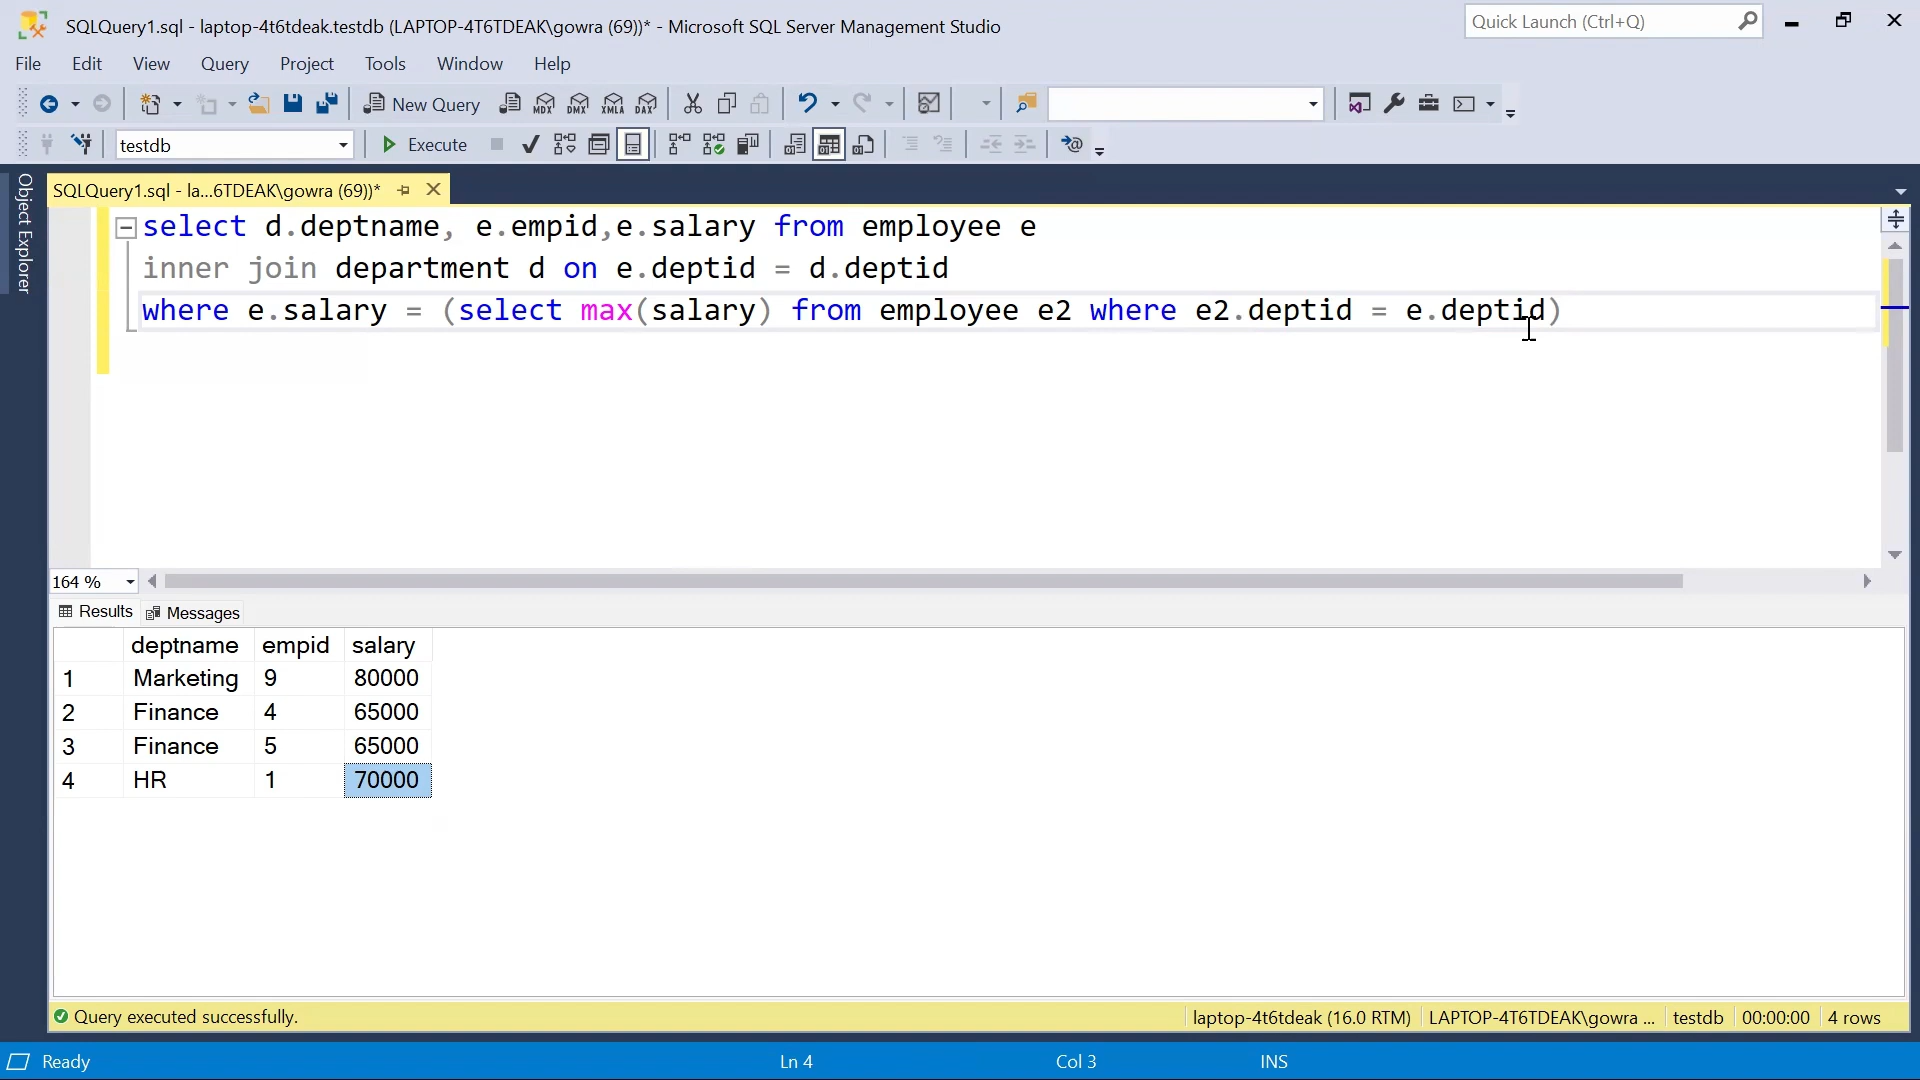 SQLQuery1.sql - laptop-4t6tdeak.testdb (LAPTOP-4T6TDEAK\gowra (69))* - Microsoft SQL Server Management Studio
Quick Launch (Ctrl+Q)
File Edit View Query Project Tools Window Help
New Query MDX DMX XMLA DAX
testdb Execute
Object Explorer
SQLQuery1.sql - la...6TDEAK\gowra (69))*
select d.deptname, e.empid,e.salary from employee e
inner join department d on e.deptid = d.deptid
where e.salary = (select max(salary) from employee e2 where e2.deptid = e.deptid)
164 %
Results Messages
deptname empid salary
1 Marketing 9 80000
2 Finance 4 65000
3 Finance 5 65000
4 HR 1 70000
Query executed successfully. laptop-4t6tdeak (16.0 RTM) LAPTOP-4T6TDEAK\gowra ... testdb 00:00:00 4 rows
Ready Ln 4 Col 3 INS